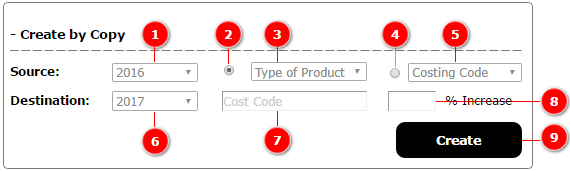 - Create by Copy
1 2 3 4 5
Source: 2016 Type of Product Costing Code
Destination: 2017 Cost Code % Increase 8
6 7 Create 9